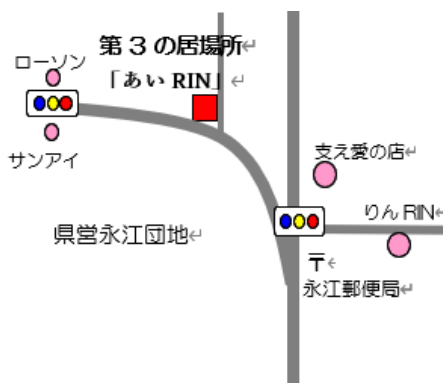 第３の居場所↵
ローソン
「あい RIN」↵
サンアイ
支え愛の店↵
りん RIN↵
県営永江団地↵
〒↵
永江郵便局↵